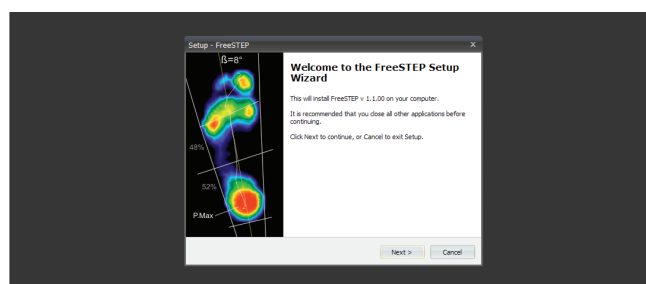 Setup - FreeSTEP
x
ß=8°
48%
52%
P.Max
Welcome to the FreeSTEP Setup
Wizard
This will install FreeSTEP v 1.1.00 on your computer.
It is recommended that you close all other applications before
continuing.
Click Next to continue, or Cancel to exit Setup.
Next >
Cancel